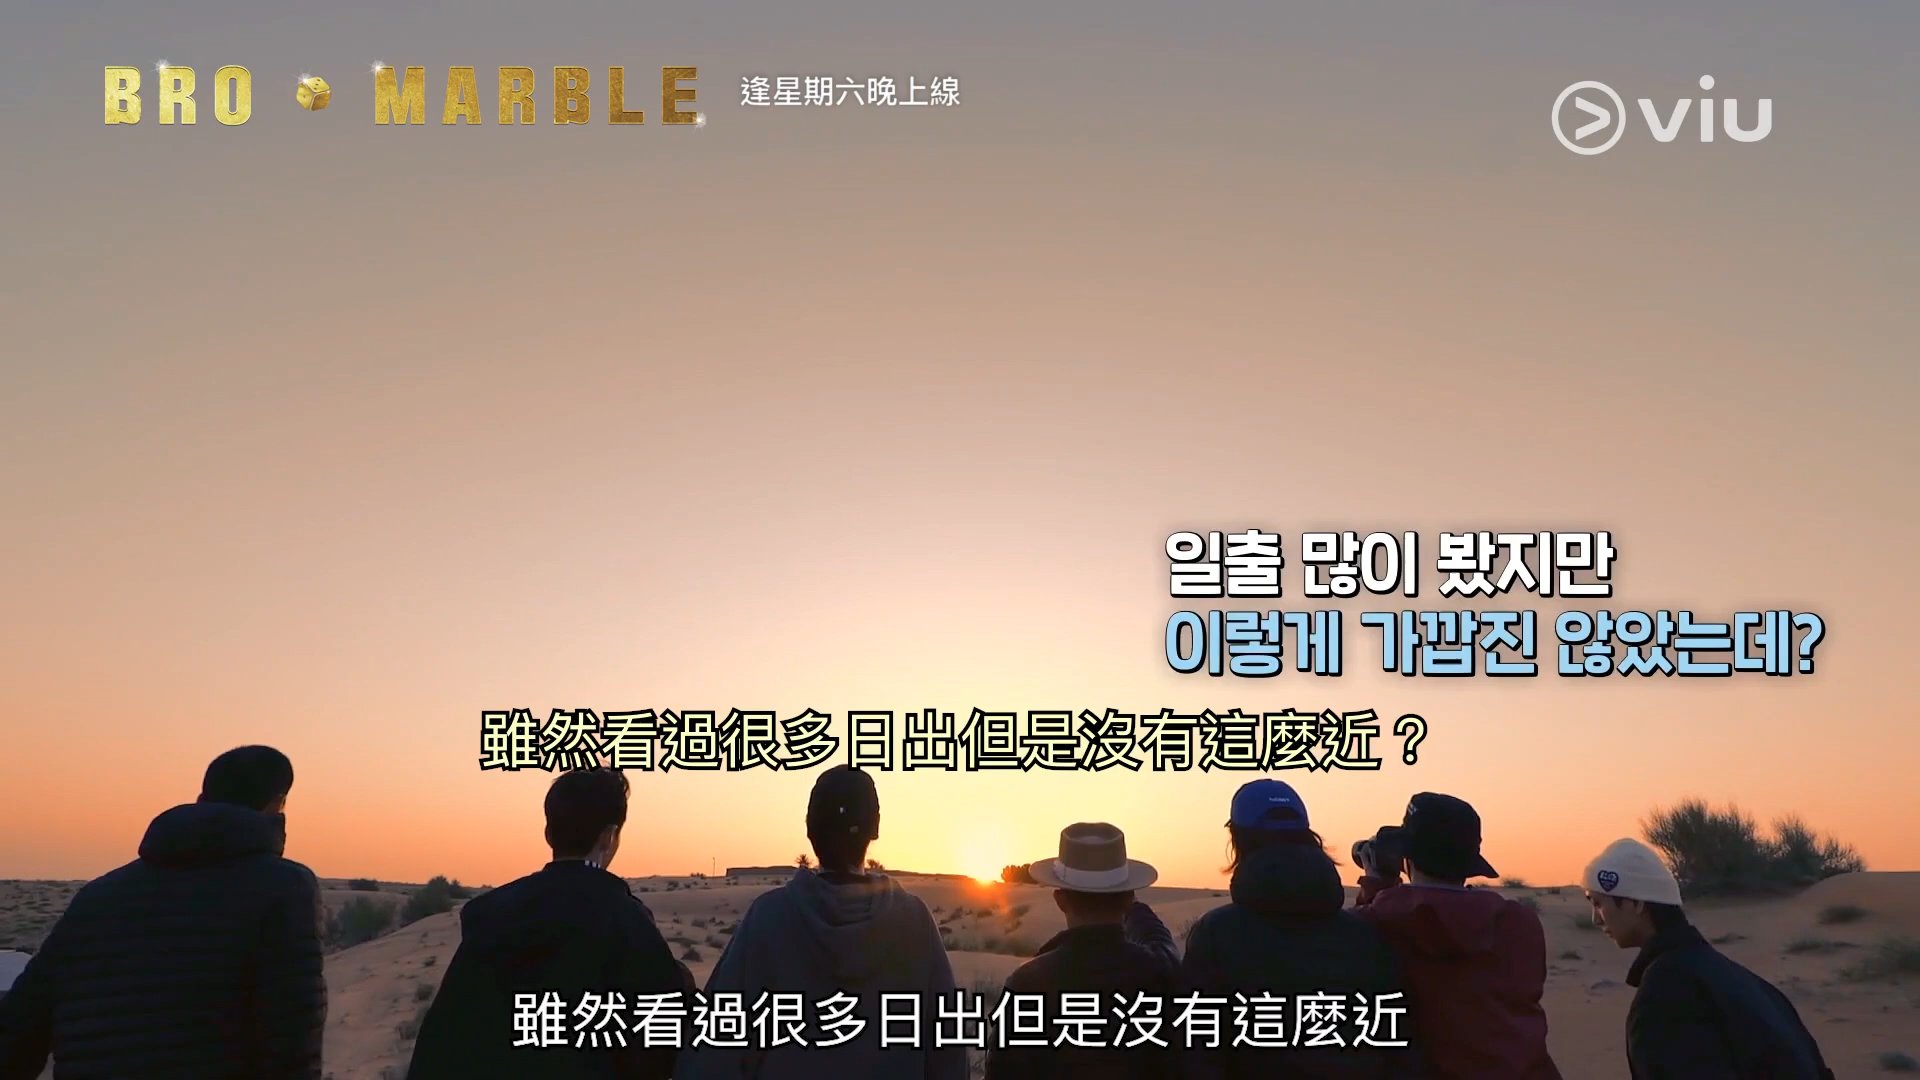 BRO MARBLE 逢星期六晚上線
viu
일출 많이 봤지만
이렇게 가깝진 않았는데?
雖然看過很多日出但是沒有這麼近？
雖然看過很多日出但是沒有這麼近